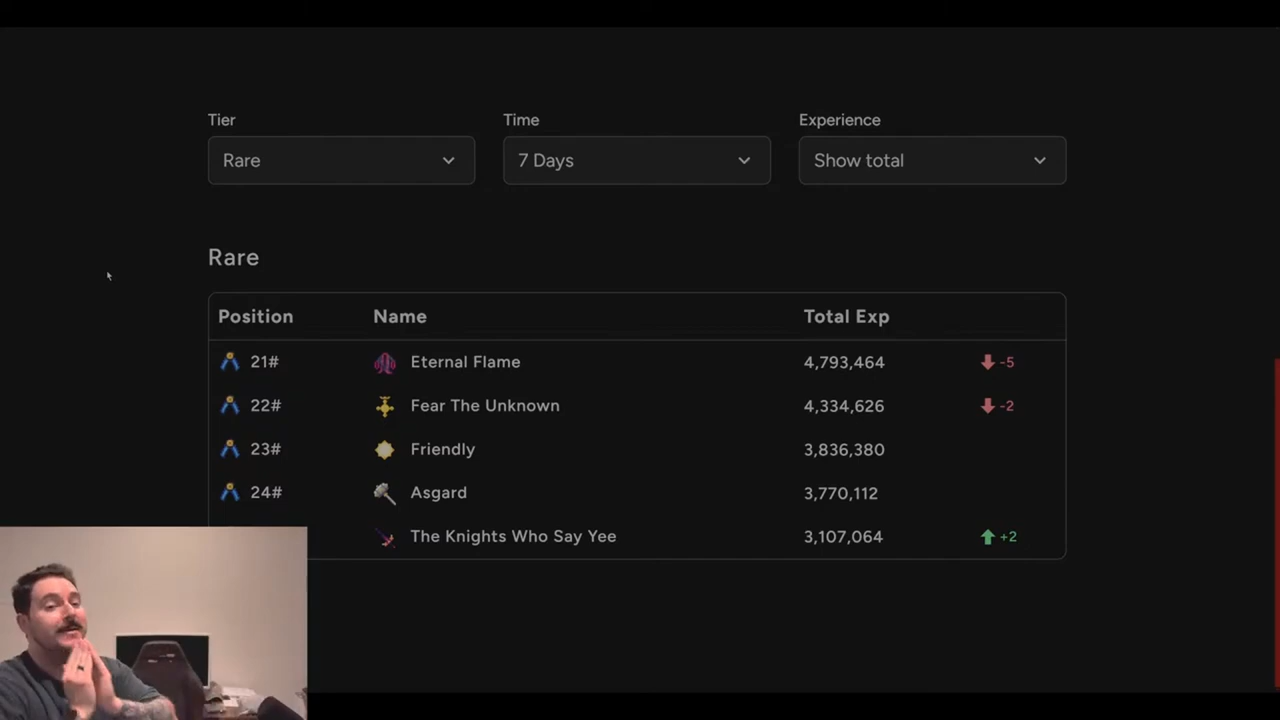 Tier Time Experience
Rare 7 Days Show total
Rare
Position Name Total Exp
21# Eternal Flame 4,793,464 -5
22# Fear The Unknown 4,334,626 -2
23# Friendly 3,836,380
24# Asgard 3,770,112
The Knights Who Say Yee 3,107,064 +2